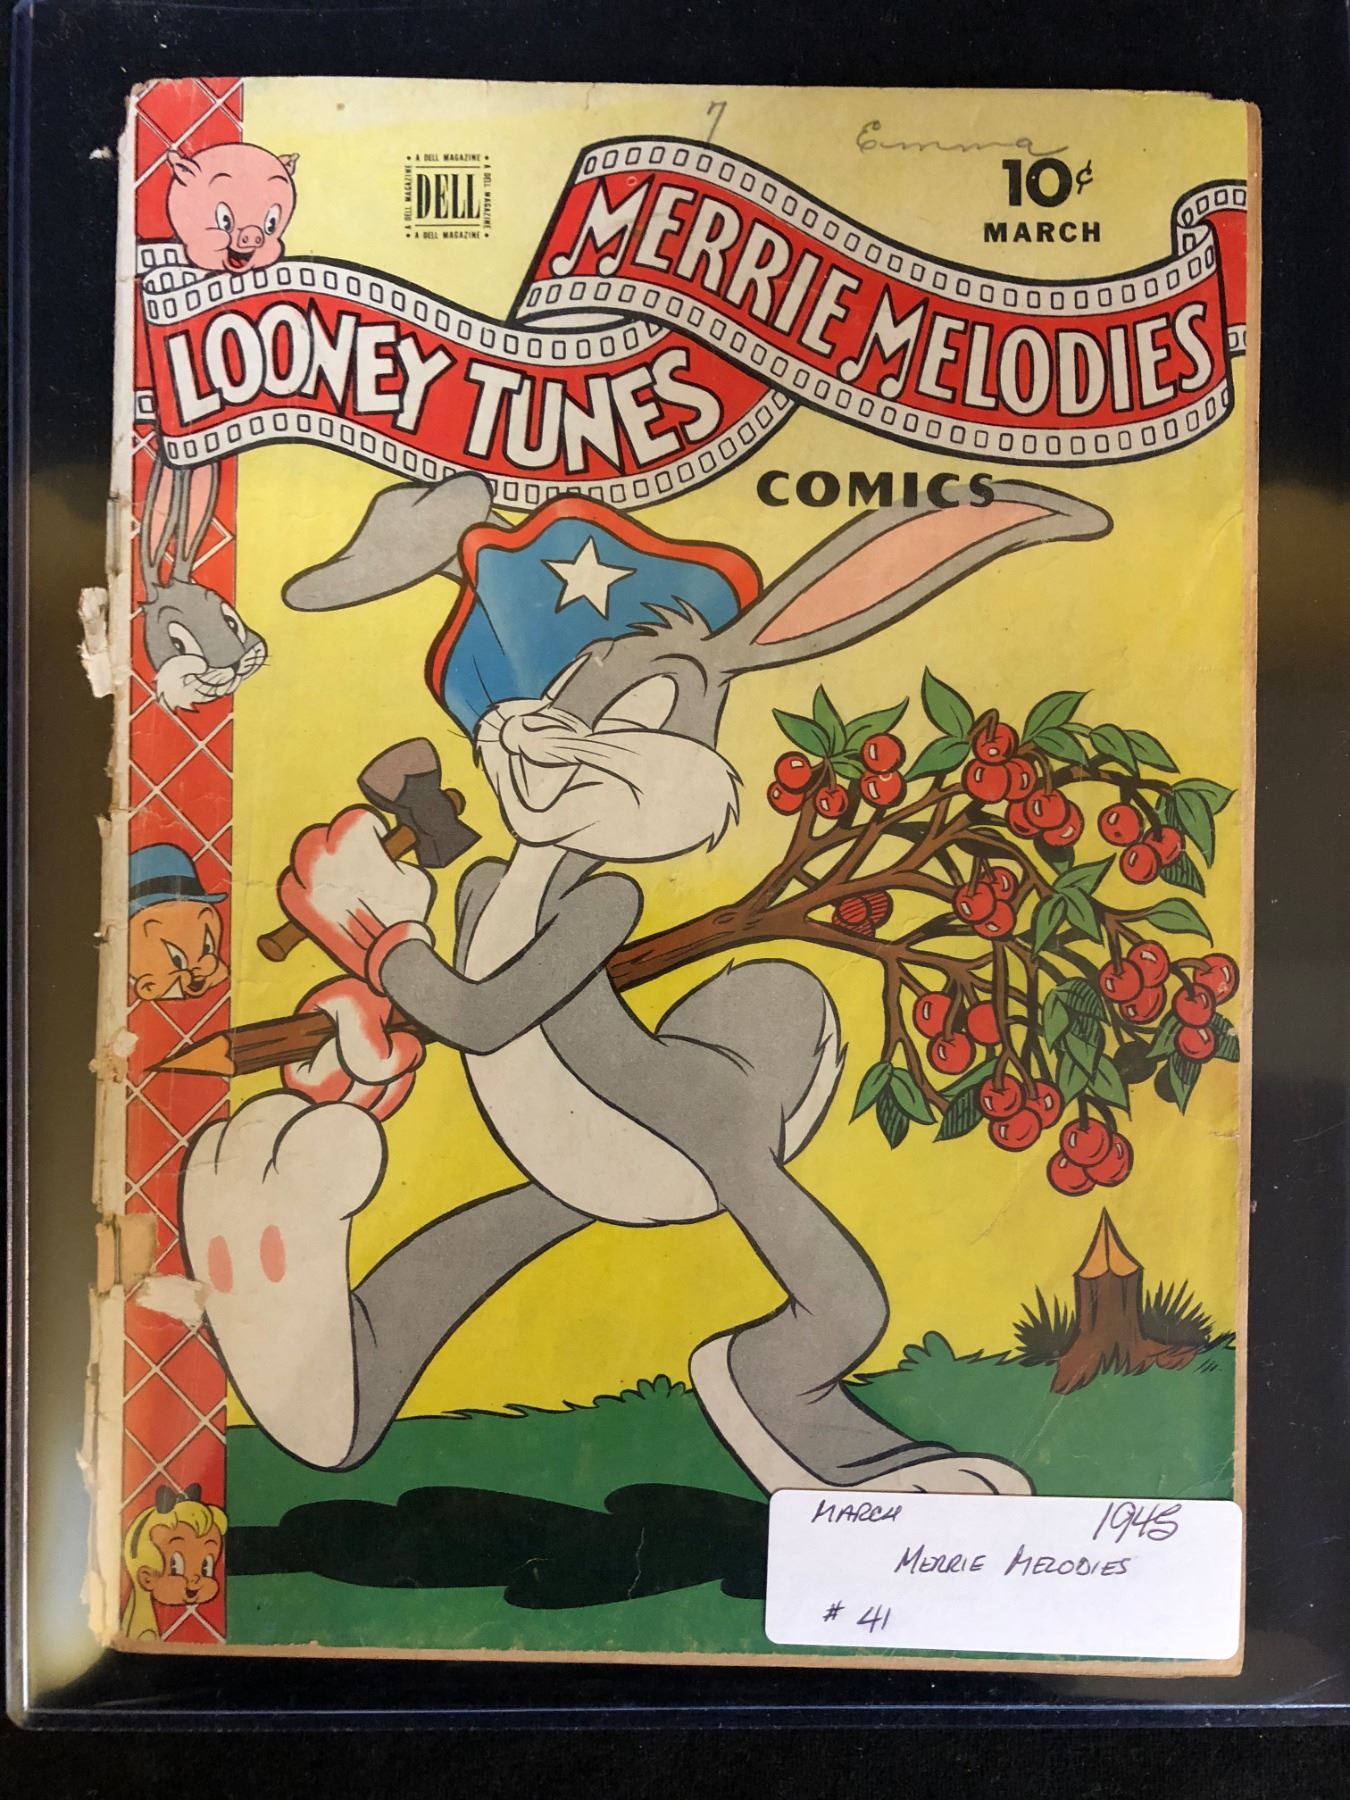 7
Emma
• A DELL MAGAZINE •
• A DELL MAGAZINE •
DELL
• A DELL MAGAZINE •
• A DELL MAGAZINE •
10¢
MARCH
MERRIE MELODIES
LOONEY TUNES
COMICS
MARCH 1945
MERRIE MELODIES
# 41